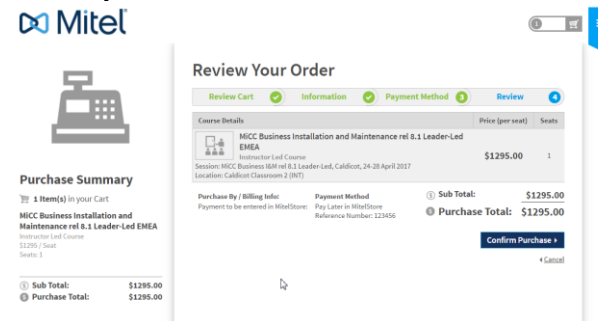 Mitel
1
Review Your Order
Review Cart Information Payment Method 3 Review 4
Course Details Price (per seat) Seats
MiCC Business Installation and Maintenance rel 8.1 Leader-Led
EMEA
Instructor Led Course
Session: MiCC Business I&M rel 8.1 Leader-Led, Caldicot, 24-28 April 2017
Location: Caldicot Classroom 2 (INT)
$1295.00 1
Purchase By / Billing Info:
Payment to be entered in MitelStore:
Payment Method
Pay Later in MitelStore
Reference Number: 123456
Sub Total: $1295.00
Purchase Total: $1295.00
Confirm Purchase
Cancel
Purchase Summary
1 Item(s) in your Cart
MiCC Business Installation and
Maintenance rel 8.1 Leader-Led EMEA
Instructor Led Course
$1295 / Seat
Seats: 1
Sub Total: $1295.00
Purchase Total: $1295.00